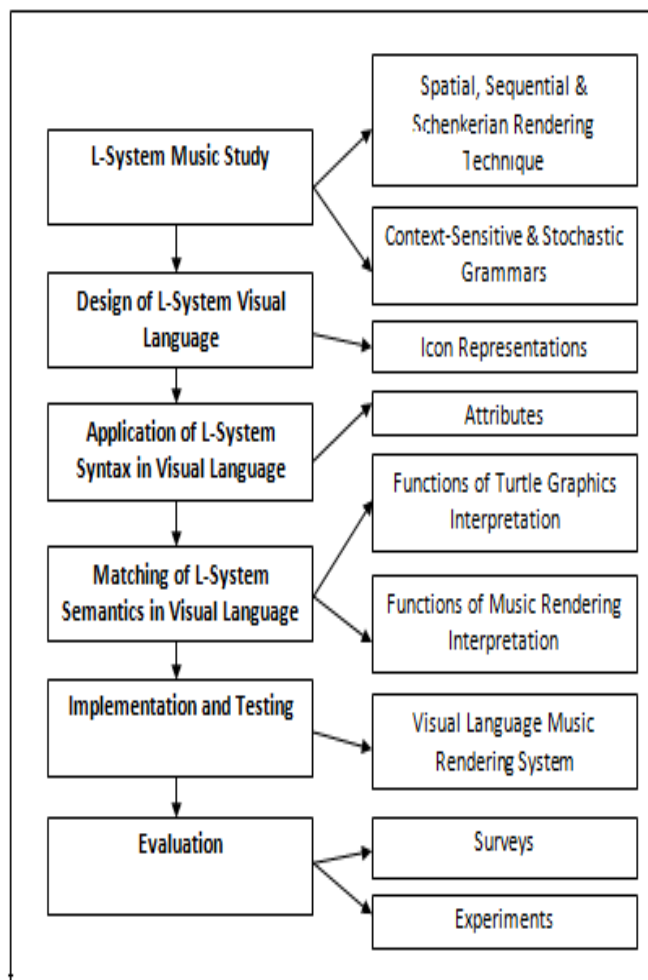 L-System Music Study
Spatial, Sequential &
Schenkerian Rendering
Technique
Context-Sensitive & Stochastic
Grammars
Design of L-System Visual
Language
Icon Representations
Application of L-System
Syntax in Visual Language
Attributes
Matching of L-System
Semantics in Visual Language
Functions of Turtle Graphics
Interpretation
Functions of Music Rendering
Interpretation
Implementation and Testing
Visual Language Music
Rendering System
Evaluation
Surveys
Experiments